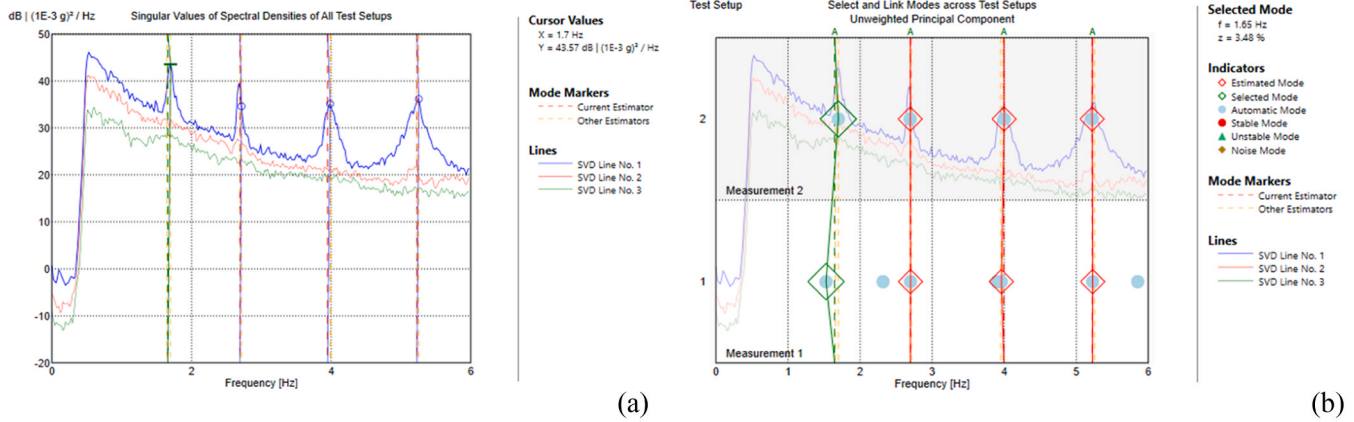 dB | (1E-3 g)² / Hz
Singular Values of Spectral Densities of All Test Setups
50
40
30
20
10
0
-10
-20
0
2
4
6
Frequency [Hz]
Cursor Values
X = 1.7 Hz
Y = 43.57 dB | (1E-3 g)² / Hz
Mode Markers
Current Estimator
Other Estimators
Lines
SVD Line No. 1
SVD Line No. 2
SVD Line No. 3
(a)
Test Setup
Select and Link Modes across Test Setups
Unweighted Principal Component
A
A
A
A
2
Measurement 2
1
Measurement 1
0
1
2
3
4
5
6
Frequency [Hz]
Selected Mode
f = 1.65 Hz
z = 3.48 %
Indicators
Estimated Mode
Selected Mode
Automatic Mode
Stable Mode
Unstable Mode
Noise Mode
Mode Markers
Current Estimator
Other Estimators
Lines
SVD Line No. 1
SVD Line No. 2
SVD Line No. 3
(b)